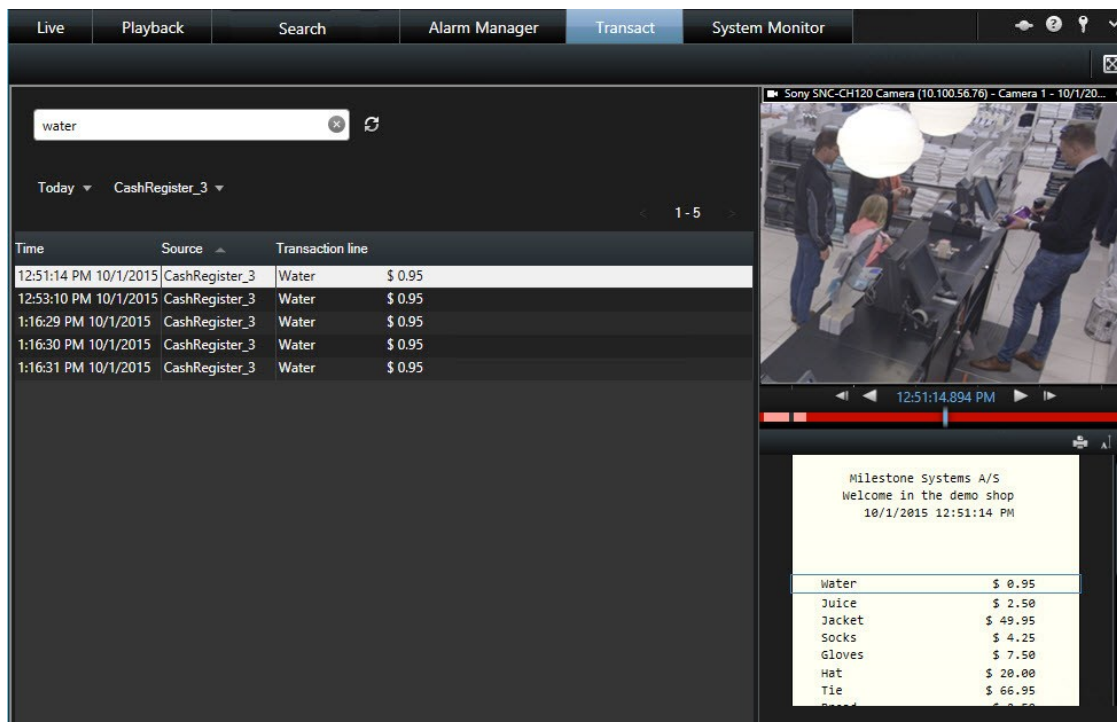 Live Playback Search Alarm Manager Transact System Monitor
Sony SNC-CH120 Camera (10.100.56.76) - Camera 1 - 10/1/20...
water
Today CashRegister_3
1 - 5
Time Source Transaction line
12:51:14 PM 10/1/2015 CashRegister_3 Water $ 0.95
12:53:10 PM 10/1/2015 CashRegister_3 Water $ 0.95
1:16:29 PM 10/1/2015 CashRegister_3 Water $ 0.95
1:16:30 PM 10/1/2015 CashRegister_3 Water $ 0.95
1:16:31 PM 10/1/2015 CashRegister_3 Water $ 0.95
12:51:14.894 PM
Milestone Systems A/S
Welcome in the demo shop
10/1/2015 12:51:14 PM
Water $ 0.95
Juice $ 2.50
Jacket $ 49.95
Socks $ 4.25
Gloves $ 7.50
Hat $ 20.00
Tie $ 66.95